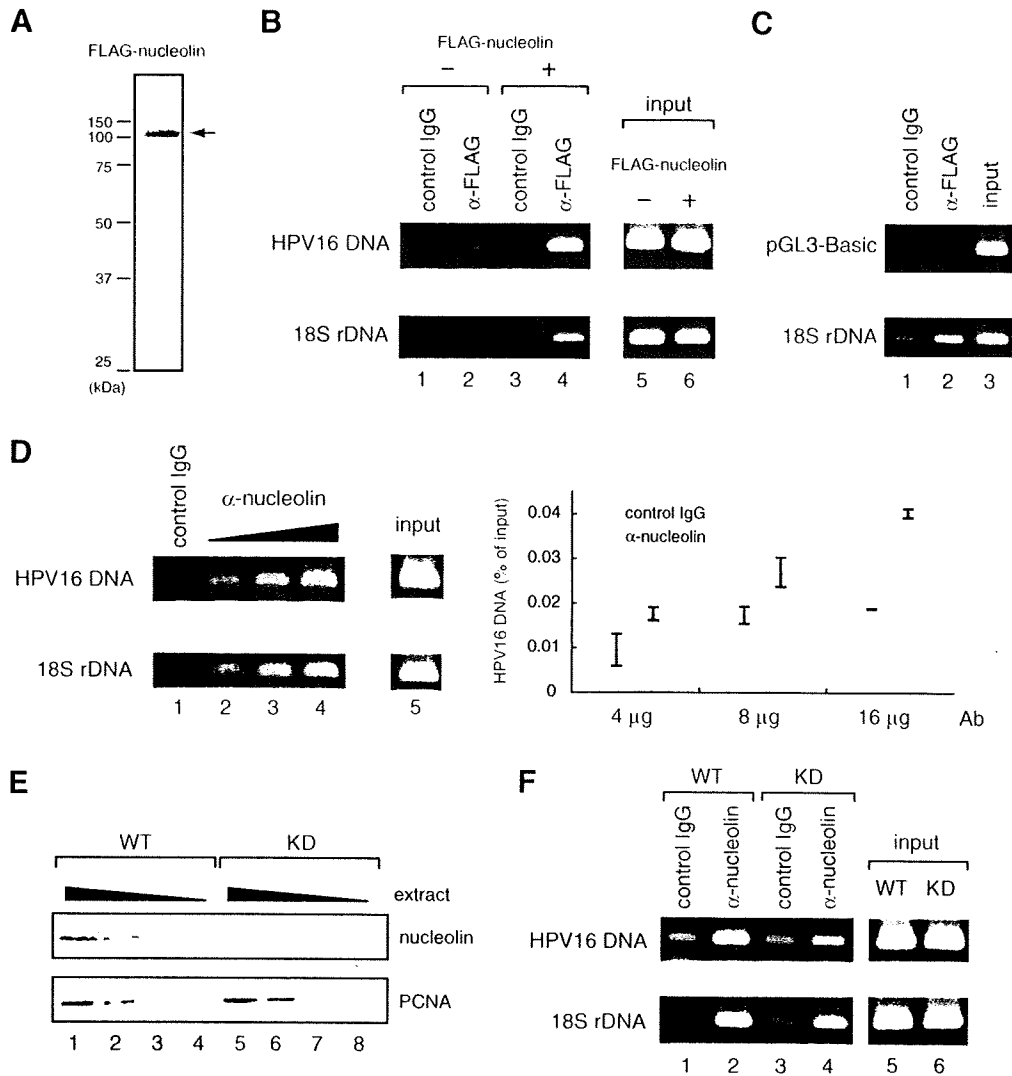 A
FLAG-nucleolin
150
100
75
50
37
25
(kDa)
B
FLAG-nucleolin
− +
control IgG
α-FLAG
control IgG
α-FLAG
input
FLAG-nucleolin
− +
HPV16 DNA
18S rDNA
1 2 3 4 5 6
C
control IgG
α-FLAG
input
pGL3-Basic
18S rDNA
1 2 3
D
control IgG
α-nucleolin
input
HPV16 DNA
18S rDNA
1 2 3 4 5
HPV16 DNA (% of input)
0.04
0.03
0.02
0.01
0
control IgG
α-nucleolin
4 μg 8 μg 16 μg Ab
E
WT KD
extract
nucleolin
PCNA
1 2 3 4 5 6 7 8
F
WT KD
control IgG
α-nucleolin
control IgG
α-nucleolin
input
WT KD
HPV16 DNA
18S rDNA
1 2 3 4 5 6